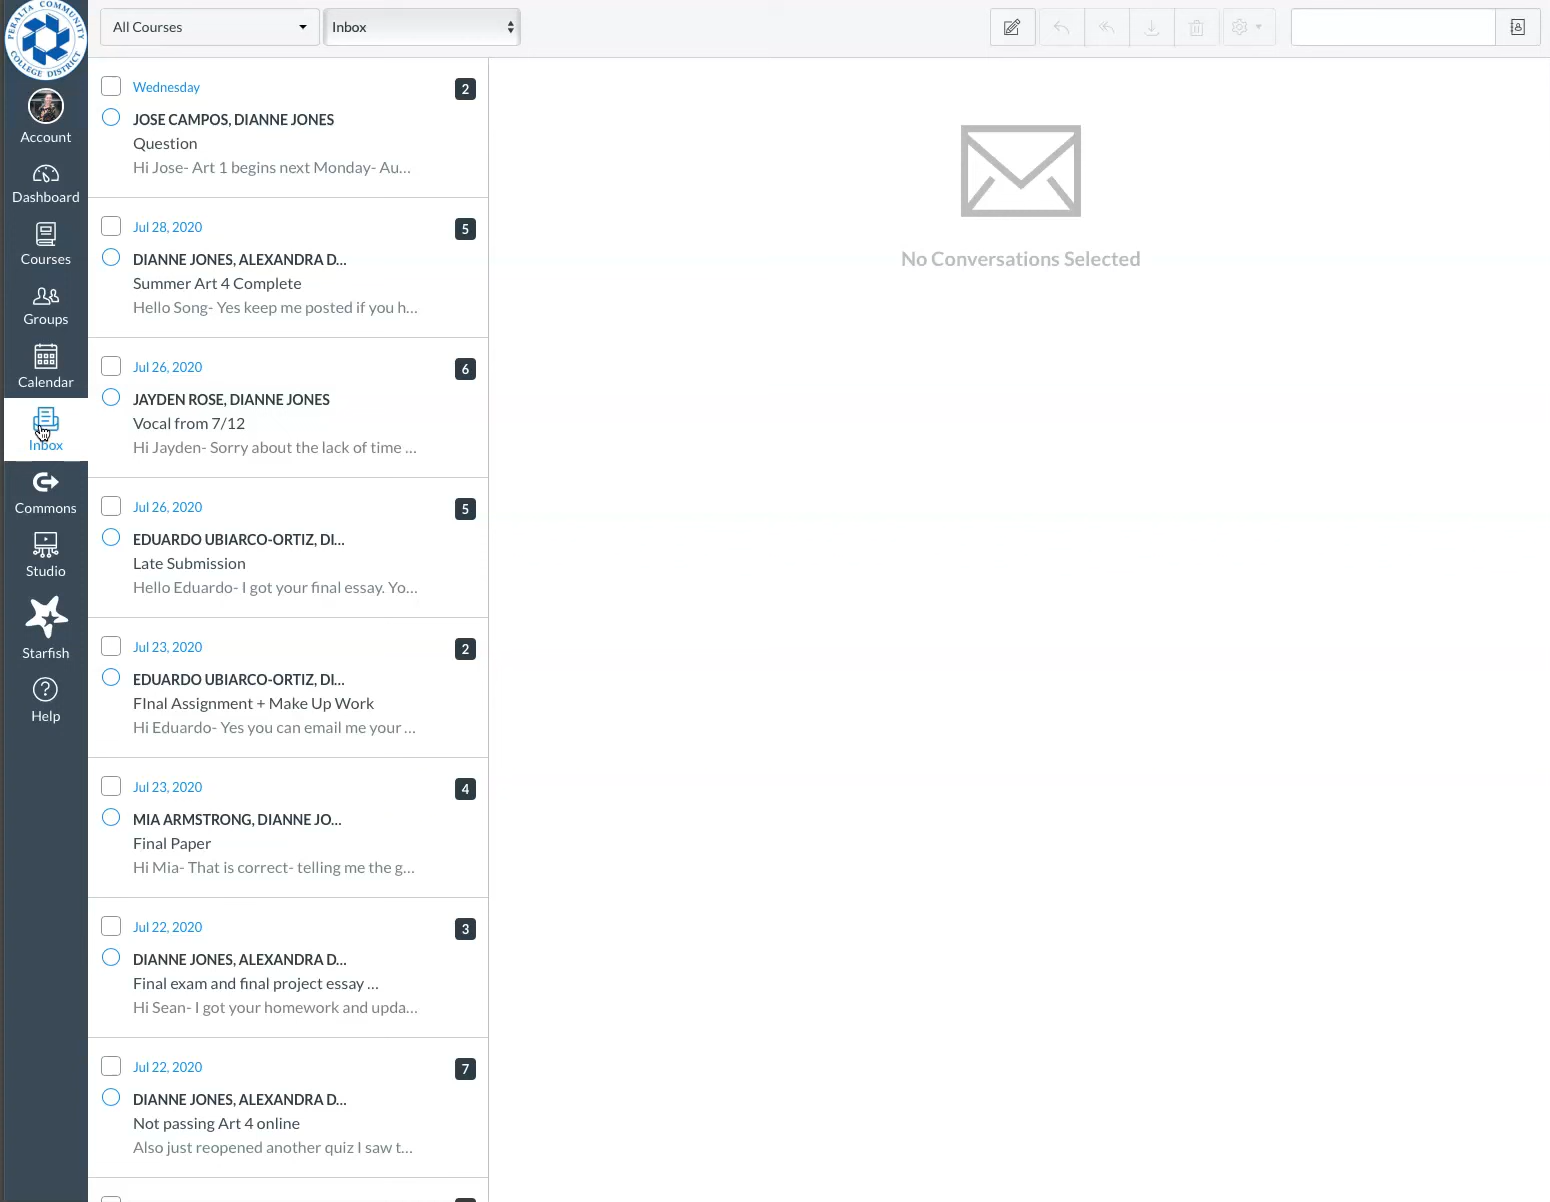 PERALTA COMMUNITY
COLLEGE DISTRICT
All Courses
Inbox
Account
Dashboard
Courses
Groups
Calendar
Inbox
Commons
Studio
Starfish
Help
Wednesday
2
JOSE CAMPOS, DIANNE JONES
Question
Hi Jose- Art 1 begins next Monday- Au...
Jul 28, 2020
5
DIANNE JONES, ALEXANDRA D...
Summer Art 4 Complete
Hello Song- Yes keep me posted if you h...
Jul 26, 2020
6
JAYDEN ROSE, DIANNE JONES
Vocal from 7/12
Hi Jayden- Sorry about the lack of time ...
Jul 26, 2020
5
EDUARDO UBIARCO-ORTIZ, DI...
Late Submission
Hello Eduardo- I got your final essay. Yo...
Jul 23, 2020
2
EDUARDO UBIARCO-ORTIZ, DI...
FInal Assignment + Make Up Work
Hi Eduardo- Yes you can email me your ...
Jul 23, 2020
4
MIA ARMSTRONG, DIANNE JO...
Final Paper
Hi Mia- That is correct- telling me the g...
Jul 22, 2020
3
DIANNE JONES, ALEXANDRA D...
Final exam and final project essay ...
Hi Sean- I got your homework and upda...
Jul 22, 2020
7
DIANNE JONES, ALEXANDRA D...
Not passing Art 4 online
Also just reopened another quiz I saw t...
No Conversations Selected